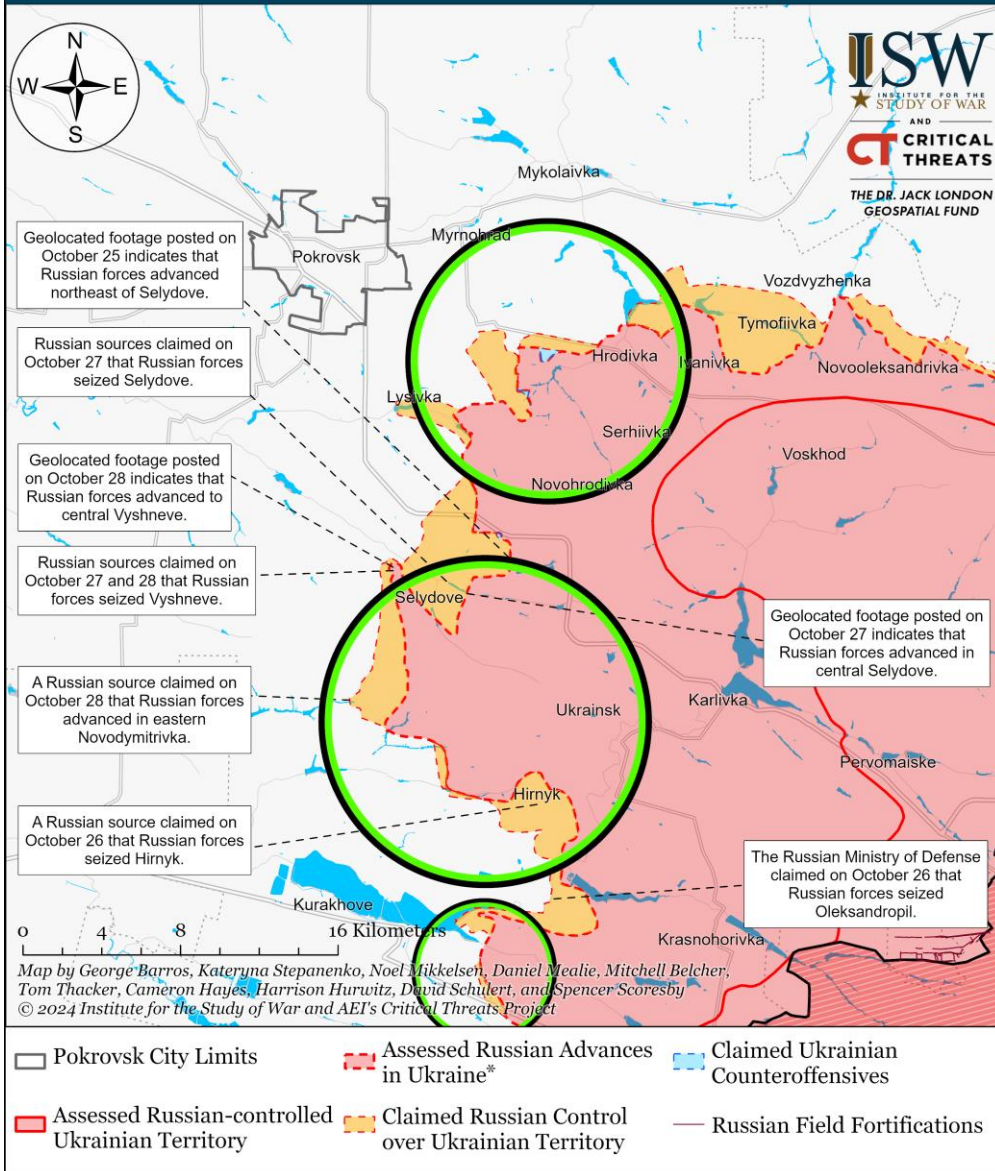 N
W E
S
ISW
INSTITUTE FOR THE
STUDY OF WAR
AND
CT CRITICAL
THREATS
THE DR. JACK LONDON
GEOSPATIAL FUND
Mykolaivka
Myrnohrad
Pokrovsk
Geolocated footage posted on
October 25 indicates that
Russian forces advanced
northeast of Selydove.
Vozdvyzhenka
Tymofiivka
Russian sources claimed on
October 27 that Russian forces
seized Selydove.
Hrodivka
Ivanivka
Novooleksandrivka
Lysivka
Serhiivka
Voskhod
Geolocated footage posted
on October 28 indicates that
Russian forces advanced to
central Vyshneve.
Novohrodivka
Russian sources claimed on
October 27 and 28 that Russian
forces seized Vyshneve.
Selydove
Geolocated footage posted on
October 27 indicates that
Russian forces advanced in
central Selydove.
A Russian source claimed on
October 28 that Russian forces
advanced in eastern
Novodymitrivka.
Ukrainsk
Karlivka
Pervomaiske
Hirnyk
A Russian source claimed on
October 26 that Russian forces
seized Hirnyk.
The Russian Ministry of Defense
claimed on October 26 that
Russian forces seized
Oleksandropil.
Kurakhove
Krasnohorivka
0 4 8 16 Kilometers
Map by George Barros, Kateryna Stepanenko, Noel Mikkelsen, Daniel Mealie, Mitchell Belcher,
Tom Thacker, Cameron Hayes, Harrison Hurwitz, David Schulert, and Spencer Scoresby
© 2024 Institute for the Study of War and AEI's Critical Threats Project
Pokrovsk City Limits
Assessed Russian Advances
in Ukraine*
Claimed Ukrainian
Counteroffensives
Assessed Russian-controlled
Ukrainian Territory
Claimed Russian Control
over Ukrainian Territory
Russian Field Fortifications